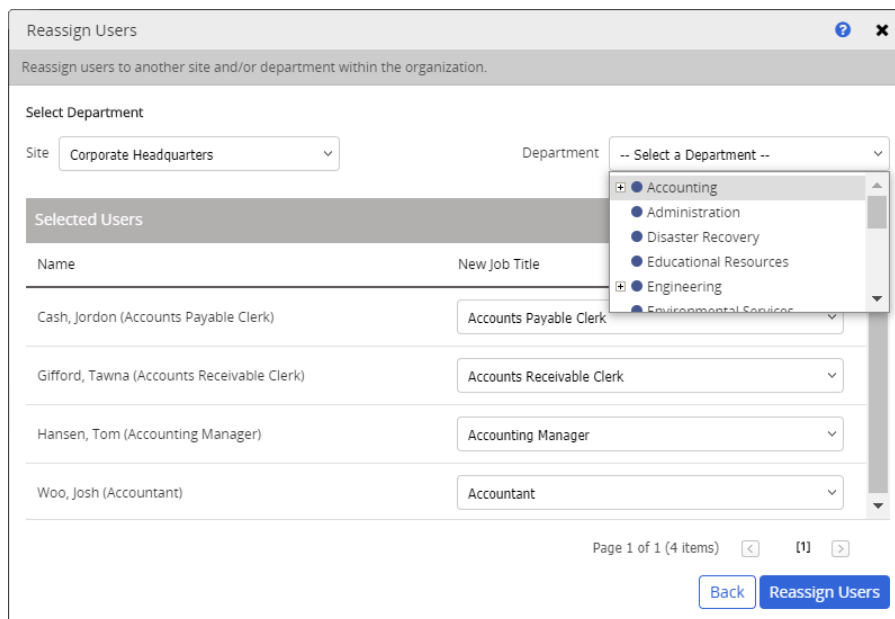 Reassign Users
Reassign users to another site and/or department within the organization.
Select Department
Site Corporate Headquarters Department -- Select a Department --
Accounting
Administration
Disaster Recovery
Educational Resources
Engineering
Environmental Services
Selected Users
Name New Job Title
Cash, Jordon (Accounts Payable Clerk) Accounts Payable Clerk
Gifford, Tawna (Accounts Receivable Clerk) Accounts Receivable Clerk
Hansen, Tom (Accounting Manager) Accounting Manager
Woo, Josh (Accountant) Accountant
Page 1 of 1 (4 items) < [1] >
Back Reassign Users